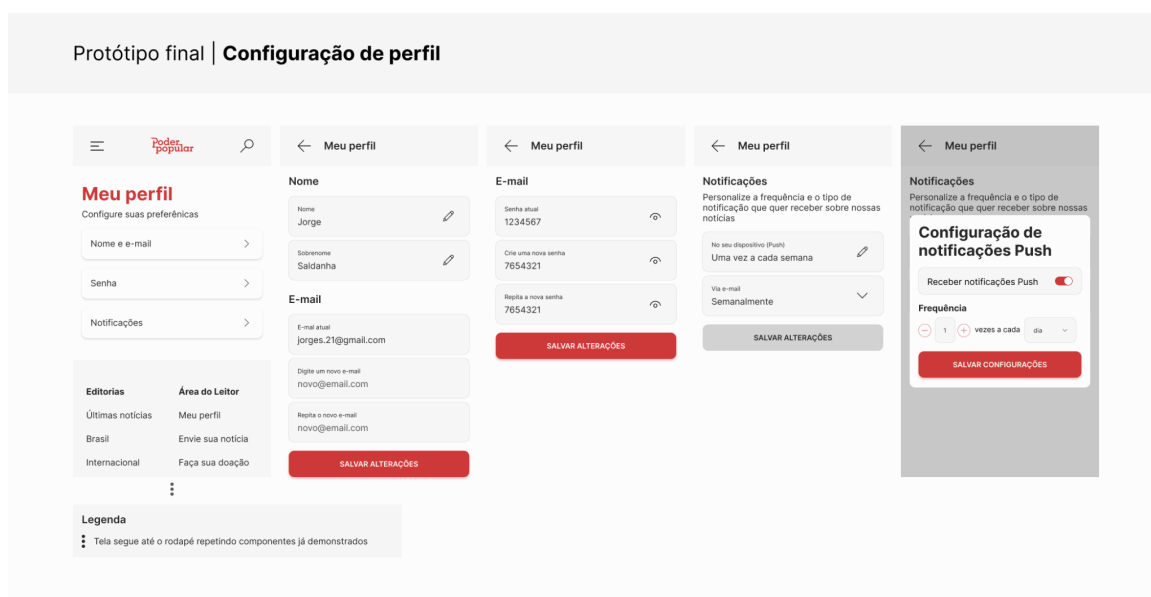 Protótipo final | Configuração de perfil
Poder popular
Meu perfil
Configure suas preferências
Nome e e-mail
Senha
Notificações
Editorias
Área do Leitor
Últimas notícias
Meu perfil
Brasil
Envie sua notícia
Internacional
Faça sua doação
Meu perfil
Nome
Nome
Jorge
Sobrenome
Saldanha
E-mail
E-mal atual
jorges.21@gmail.com
Digite um novo e-mail
novo@email.com
Repita o novo e-mail
novo@email.com
SALVAR ALTERAÇÕES
Meu perfil
E-mail
Senha atual
1234567
Crie uma nova senha
7654321
Repita a nova senha
7654321
SALVAR ALTERAÇÕES
Meu perfil
Notificações
Personalize a frequência e o tipo de
notificação que quer receber sobre nossas
notícias
No seu dispositivo (Push)
Uma vez a cada semana
Via e-mail
Semanalmente
SALVAR ALTERAÇÕES
Meu perfil
Notificações
Personalize a frequência e o tipo de
notificação que quer receber sobre nossas
Configuração de
notificações Push
Receber notificações Push
Frequência
1 vezes a cada dia
SALVAR CONFIGURAÇÕES
Legenda
Tela segue até o rodapé repetindo componentes já demonstrados